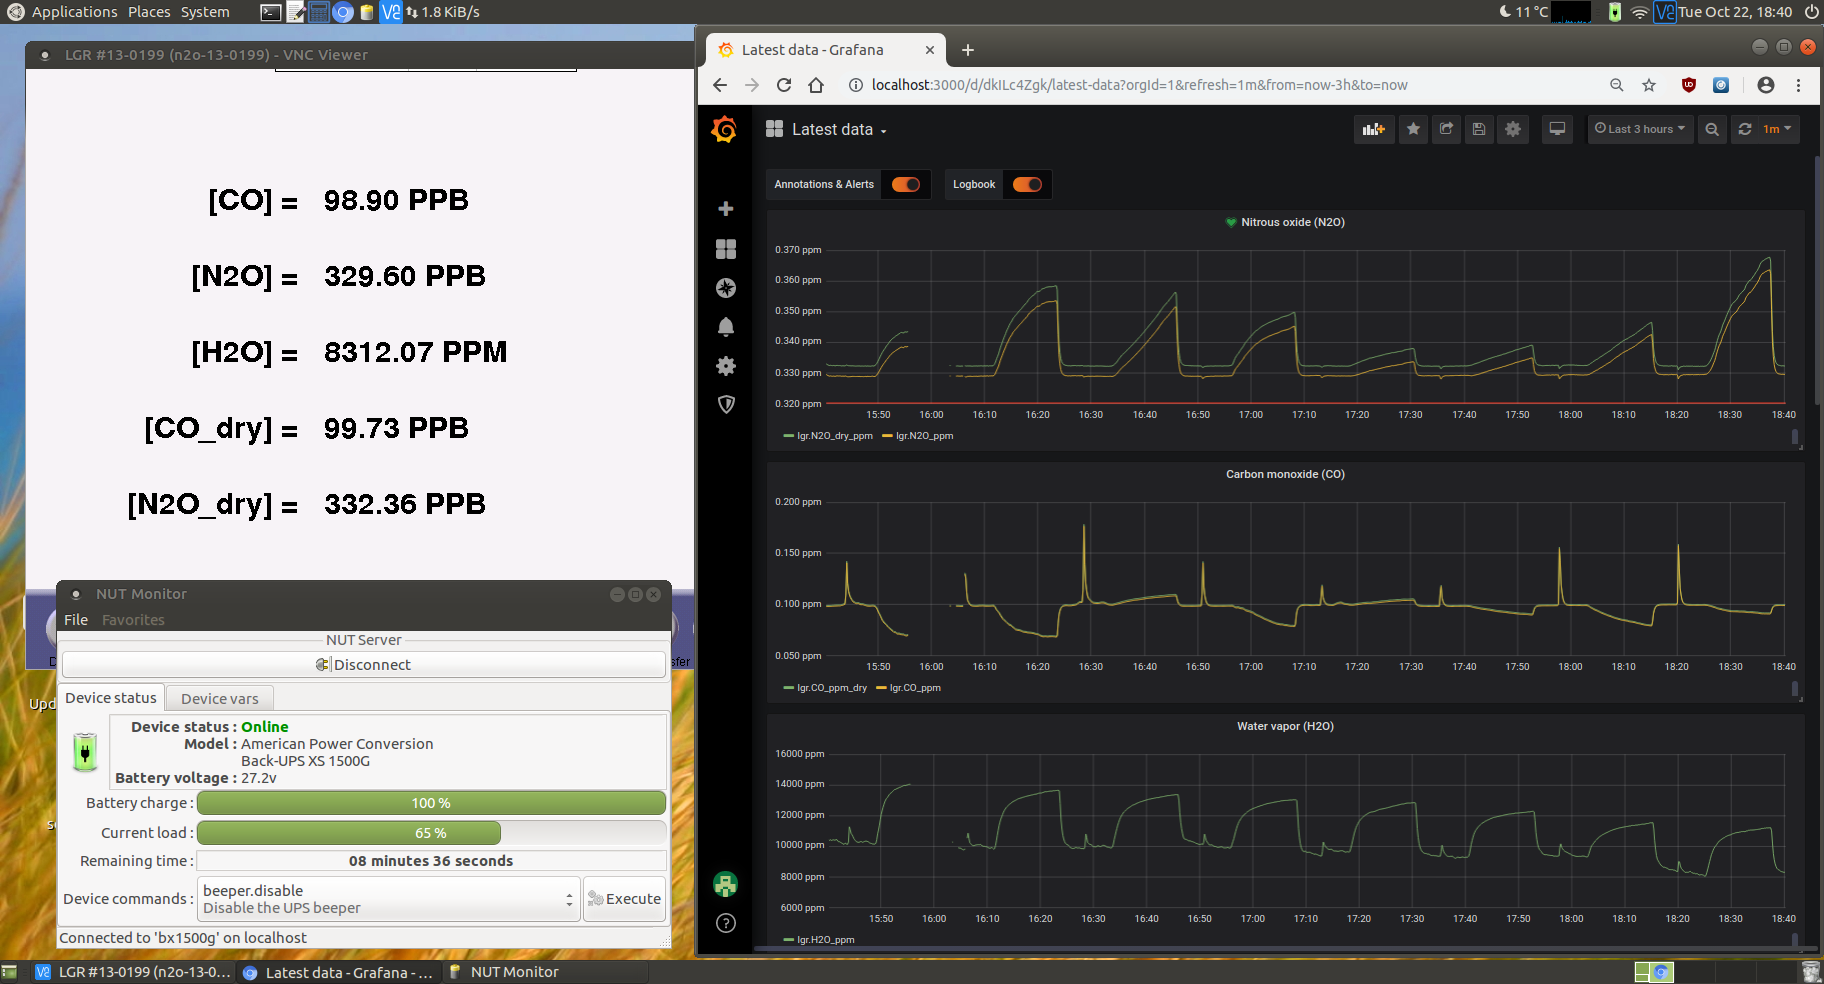 Applications Places System
1.8 KiB/s
11 °C
Tue Oct 22, 18:40
LGR #13-0199 (n2o-13-0199) - VNC Viewer
[CO] = 98.90 PPB
[N2O] = 329.60 PPB
[H2O] = 8312.07 PPM
[CO_dry] = 99.73 PPB
[N2O_dry] = 332.36 PPB
NUT Monitor
File Favorites
NUT Server
Disconnect
Device status Device vars
Device status : Online
Model : American Power Conversion
Back-UPS XS 1500G
Battery voltage : 27.2v
Battery charge : 100 %
Current load : 65 %
Remaining time : 08 minutes 36 seconds
Device commands : beeper.disable
Disable the UPS beeper
Execute
Connected to 'bx1500g' on localhost
Latest data - Grafana
localhost:3000/d/dkILc4Zgk/latest-data?orgId=1&refresh=1m&from=now-3h&to=now
Latest data
Last 3 hours
1m
Annotations & Alerts
Logbook
Nitrous oxide (N2O)
0.370 ppm
0.360 ppm
0.350 ppm
0.340 ppm
0.330 ppm
0.320 ppm
15:50 16:00 16:10 16:20 16:30 16:40 16:50 17:00 17:10 17:20 17:30 17:40 17:50 18:00 18:10 18:20 18:30 18:40
lgr.N2O_dry_ppm lgr.N2O_ppm
Carbon monoxide (CO)
0.200 ppm
0.150 ppm
0.100 ppm
0.050 ppm
15:50 16:00 16:10 16:20 16:30 16:40 16:50 17:00 17:10 17:20 17:30 17:40 17:50 18:00 18:10 18:20 18:30 18:40
lgr.CO_ppm_dry lgr.CO_ppm
Water vapor (H2O)
16000 ppm
14000 ppm
12000 ppm
10000 ppm
8000 ppm
6000 ppm
15:50 16:00 16:10 16:20 16:30 16:40 16:50 17:00 17:10 17:20 17:30 17:40 17:50 18:00 18:10 18:20 18:30 18:40
lgr.H2O_ppm
LGR #13-0199 (n2o-13-0...
Latest data - Grafana - ...
NUT Monitor